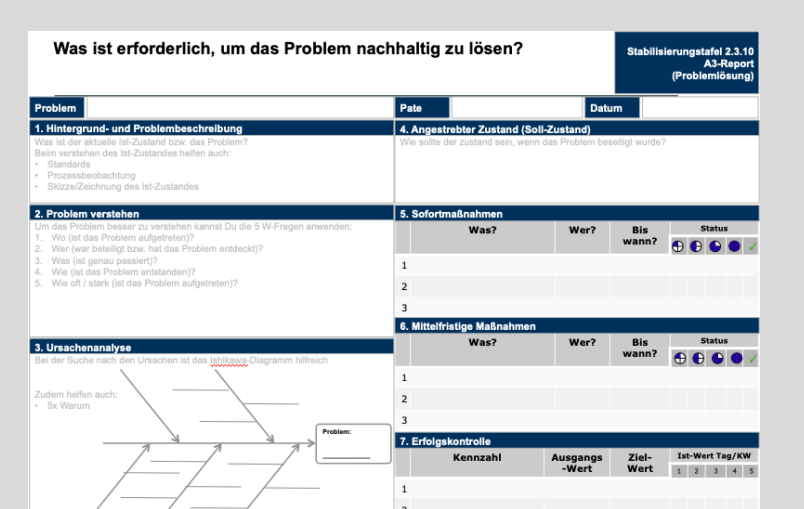 Was ist erforderlich, um das Problem nachhaltig zu lösen?
Stabilisierungstafel 2.3.10
A3-Report
(Problemlösung)
Problem
Pate
Datum
1. Hintergrund- und Problembeschreibung
Was ist der aktuelle Ist-Zustand bzw. das Problem?
Beim verstehen des Ist-Zustandes helfen auch:
• Standards
• Prozessbeobachtung
• Skizze/Zeichnung des Ist-Zustandes
2. Problem verstehen
Um das Problem besser zu verstehen kannst Du die 5 W-Fragen anwenden:
1. Wo (ist das Problem aufgetreten)?
2. Wer (war beteiligt bzw. hat das Problem entdeckt)?
3. Was (ist genau passiert)?
4. Wie (ist das Problem entstanden)?
5. Wie oft / stark (ist das Problem aufgetreten)?
3. Ursachenanalyse
Bei der Suche nach den Ursachen ist das Ishikawa-Diagramm hilfreich
Zudem helfen auch:
• 5x Warum
Problem:
4. Angestrebter Zustand (Soll-Zustand)
Wie sollte der zustand sein, wenn das Problem beseitigt wurde?
5. Sofortmaßnahmen
Was? Wer? Bis wann? Status
1
2
3
6. Mittelfristige Maßnahmen
Was? Wer? Bis wann? Status
1
2
3
7. Erfolgskontrolle
Kennzahl Ausgangs-Wert Ziel-Wert Ist-Wert Tag/KW
1 2 3 4 5
1